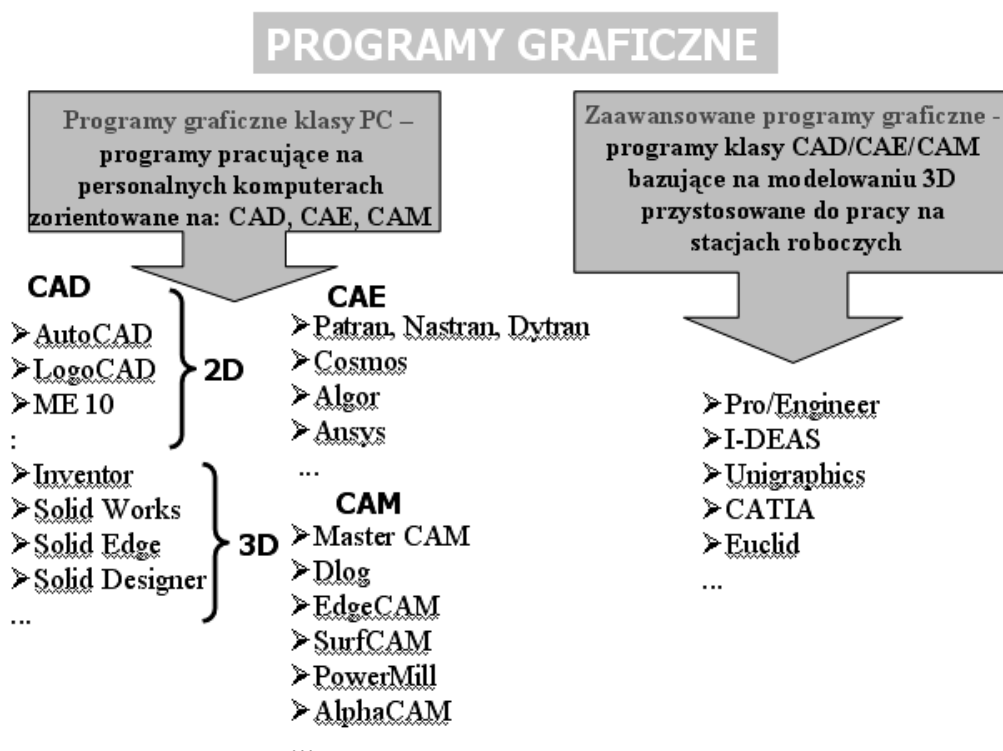 PROGRAMY GRAFICZNE
Programy graficzne klasy PC –
programy pracujące na
personalnych komputerach
zorientowane na: CAD, CAE, CAM
Zaawansowane programy graficzne -
programy klasy CAD/CAE/CAM
bazujące na modelowaniu 3D
przystosowane do pracy na
stacjach roboczych
CAD
➢AutoCAD
➢LogoCAD
➢ME 10
:
2D
➢Inventor
➢Solid Works
➢Solid Edge
➢Solid Designer
...
3D
CAE
➢Patran, Nastran, Dytran
➢Cosmos
➢Algor
➢Ansys
...
CAM
➢Master CAM
➢Dlog
➢EdgeCAM
➢SurfCAM
➢PowerMill
➢AlphaCAM
...
➢Pro/Engineer
➢I-DEAS
➢Unigraphics
➢CATIA
➢Euclid
...